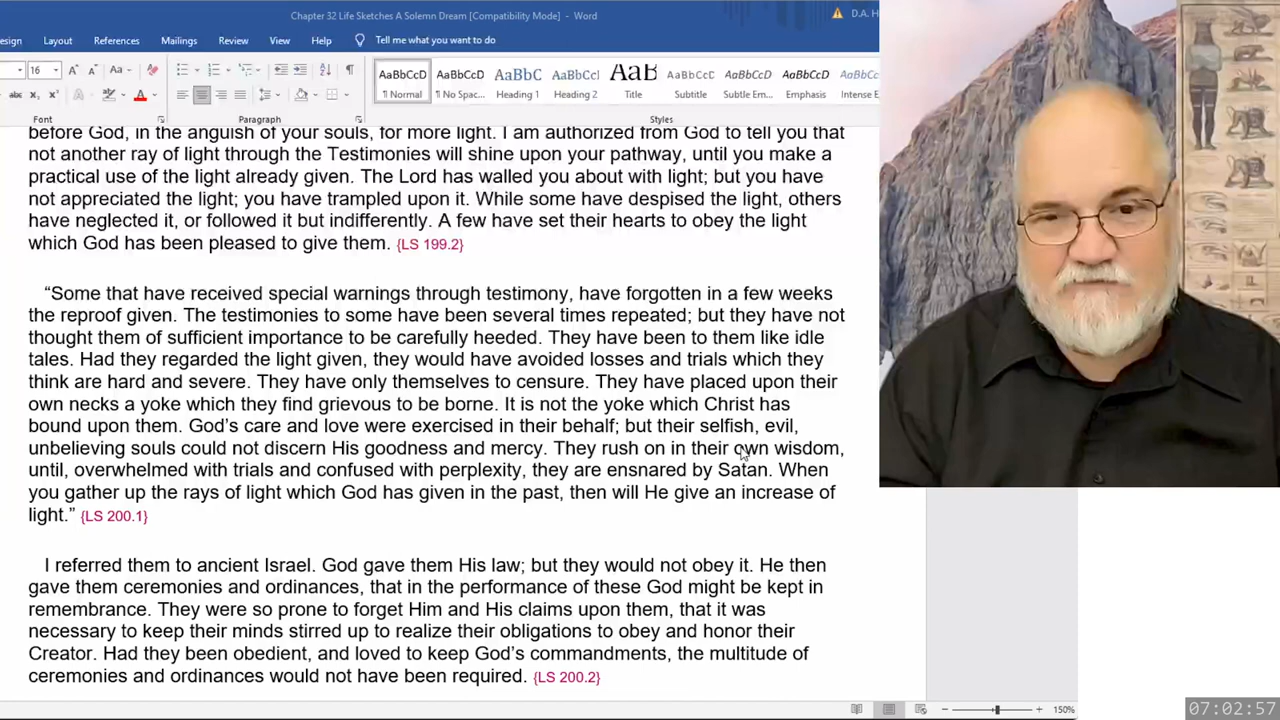 Chapter 32 Life Sketches A Solemn Dream [Compatibility Mode] - Word
D.A. H
esign Layout References Mailings Review View Help Tell me what you want to do
16 Aa
AaBbCcD AaBbCcD AaBbC AaBbCc AaB AaBbCcD AaBbCcD AaBbCcD AaBbCc
¶ Normal ¶ No Spac... Heading 1 Heading 2 Title Subtitle Subtle Em... Emphasis Intense E
Font Paragraph Styles
before God, in the anguish of your souls, for more light. I am authorized from God to tell you that
not another ray of light through the Testimonies will shine upon your pathway, until you make a
practical use of the light already given. The Lord has walled you about with light; but you have
not appreciated the light; you have trampled upon it. While some have despised the light, others
have neglected it, or followed it but indifferently. A few have set their hearts to obey the light
which God has been pleased to give them. {LS 199.2}
“Some that have received special warnings through testimony, have forgotten in a few weeks
the reproof given. The testimonies to some have been several times repeated; but they have not
thought them of sufficient importance to be carefully heeded. They have been to them like idle
tales. Had they regarded the light given, they would have avoided losses and trials which they
think are hard and severe. They have only themselves to censure. They have placed upon their
own necks a yoke which they find grievous to be borne. It is not the yoke which Christ has
bound upon them. God’s care and love were exercised in their behalf; but their selfish, evil,
unbelieving souls could not discern His goodness and mercy. They rush on in their own wisdom,
until, overwhelmed with trials and confused with perplexity, they are ensnared by Satan. When
you gather up the rays of light which God has given in the past, then will He give an increase of
light.” {LS 200.1}
I referred them to ancient Israel. God gave them His law; but they would not obey it. He then
gave them ceremonies and ordinances, that in the performance of these God might be kept in
remembrance. They were so prone to forget Him and His claims upon them, that it was
necessary to keep their minds stirred up to realize their obligations to obey and honor their
Creator. Had they been obedient, and loved to keep God’s commandments, the multitude of
ceremonies and ordinances would not have been required. {LS 200.2}
150%
07:02:57